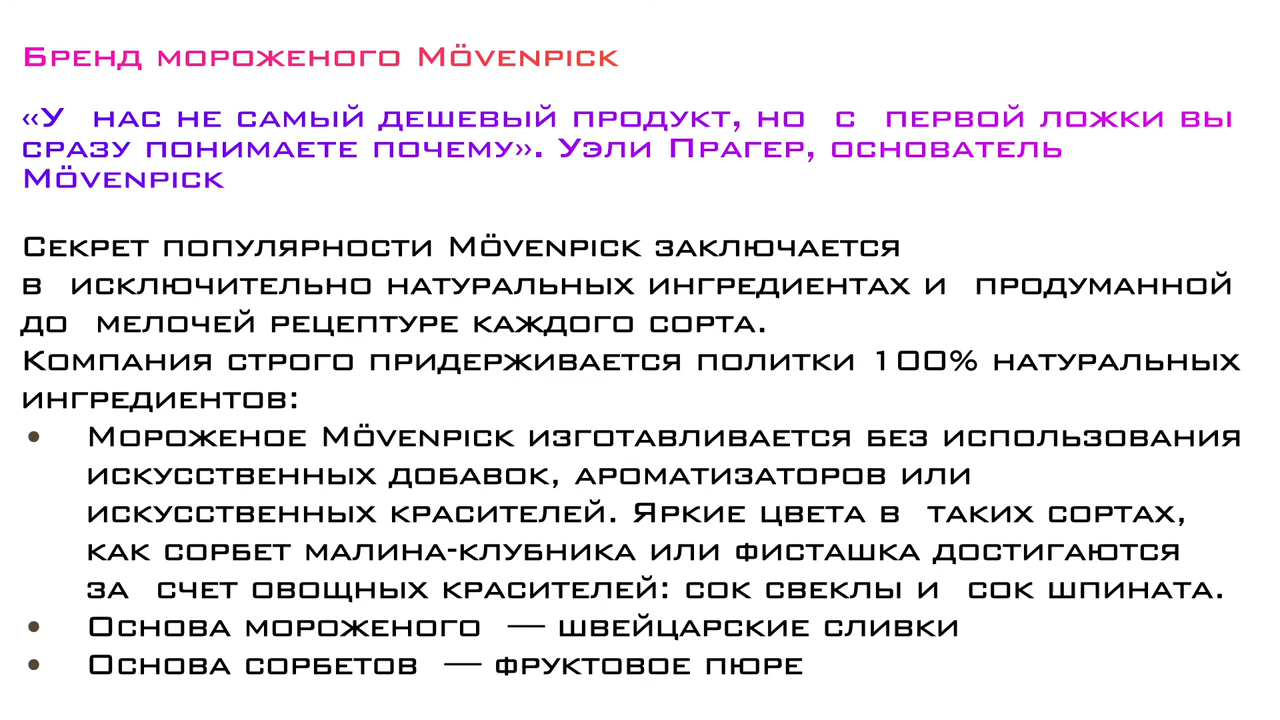 Бренд мороженого Mövenpick
«У нас не самый дешевый продукт, но с первой ложки вы
сразу понимаете почему». Уэли Прагер, основатель
Mövenpick
Секрет популярности Mövenpick заключается
в исключительно натуральных ингредиентах и продуманной
до мелочей рецептуре каждого сорта.
Компания строго придерживается политки 100% натуральных
ингредиентов:
• Мороженое Mövenpick изготавливается без использования
искусственных добавок, ароматизаторов или
искусственных красителей. Яркие цвета в таких сортах,
как сорбет малина-клубника или фисташка достигаются
за счет овощных красителей: сок свеклы и сок шпината.
• Основа мороженого — швейцарские сливки
• Основа сорбетов — фруктовое пюре